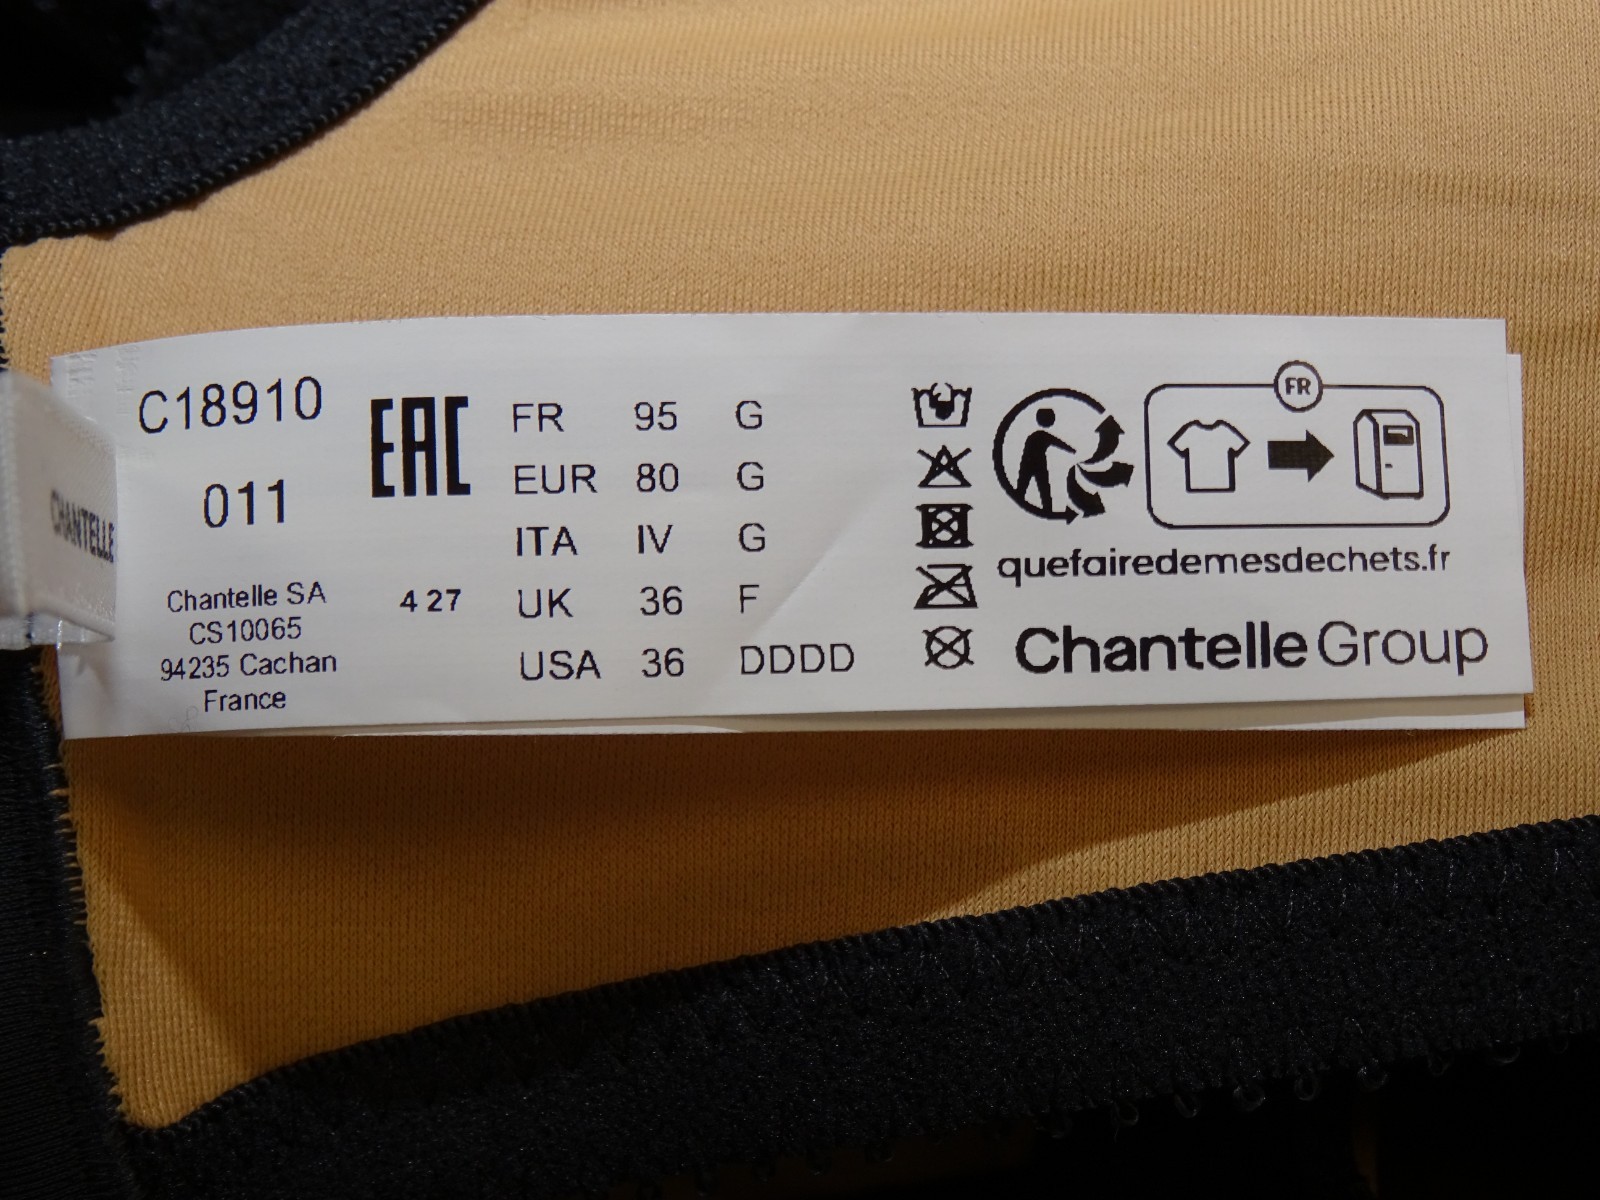 CHANTELLE
C18910
011
Chantelle SA
CS10065
94235 Cachan
France
EAC
4 27
FR 95 G
EUR 80 G
ITA IV G
UK 36 F
USA 36 DDDD
FR
quefairedemesdechets.fr
Chantelle Group